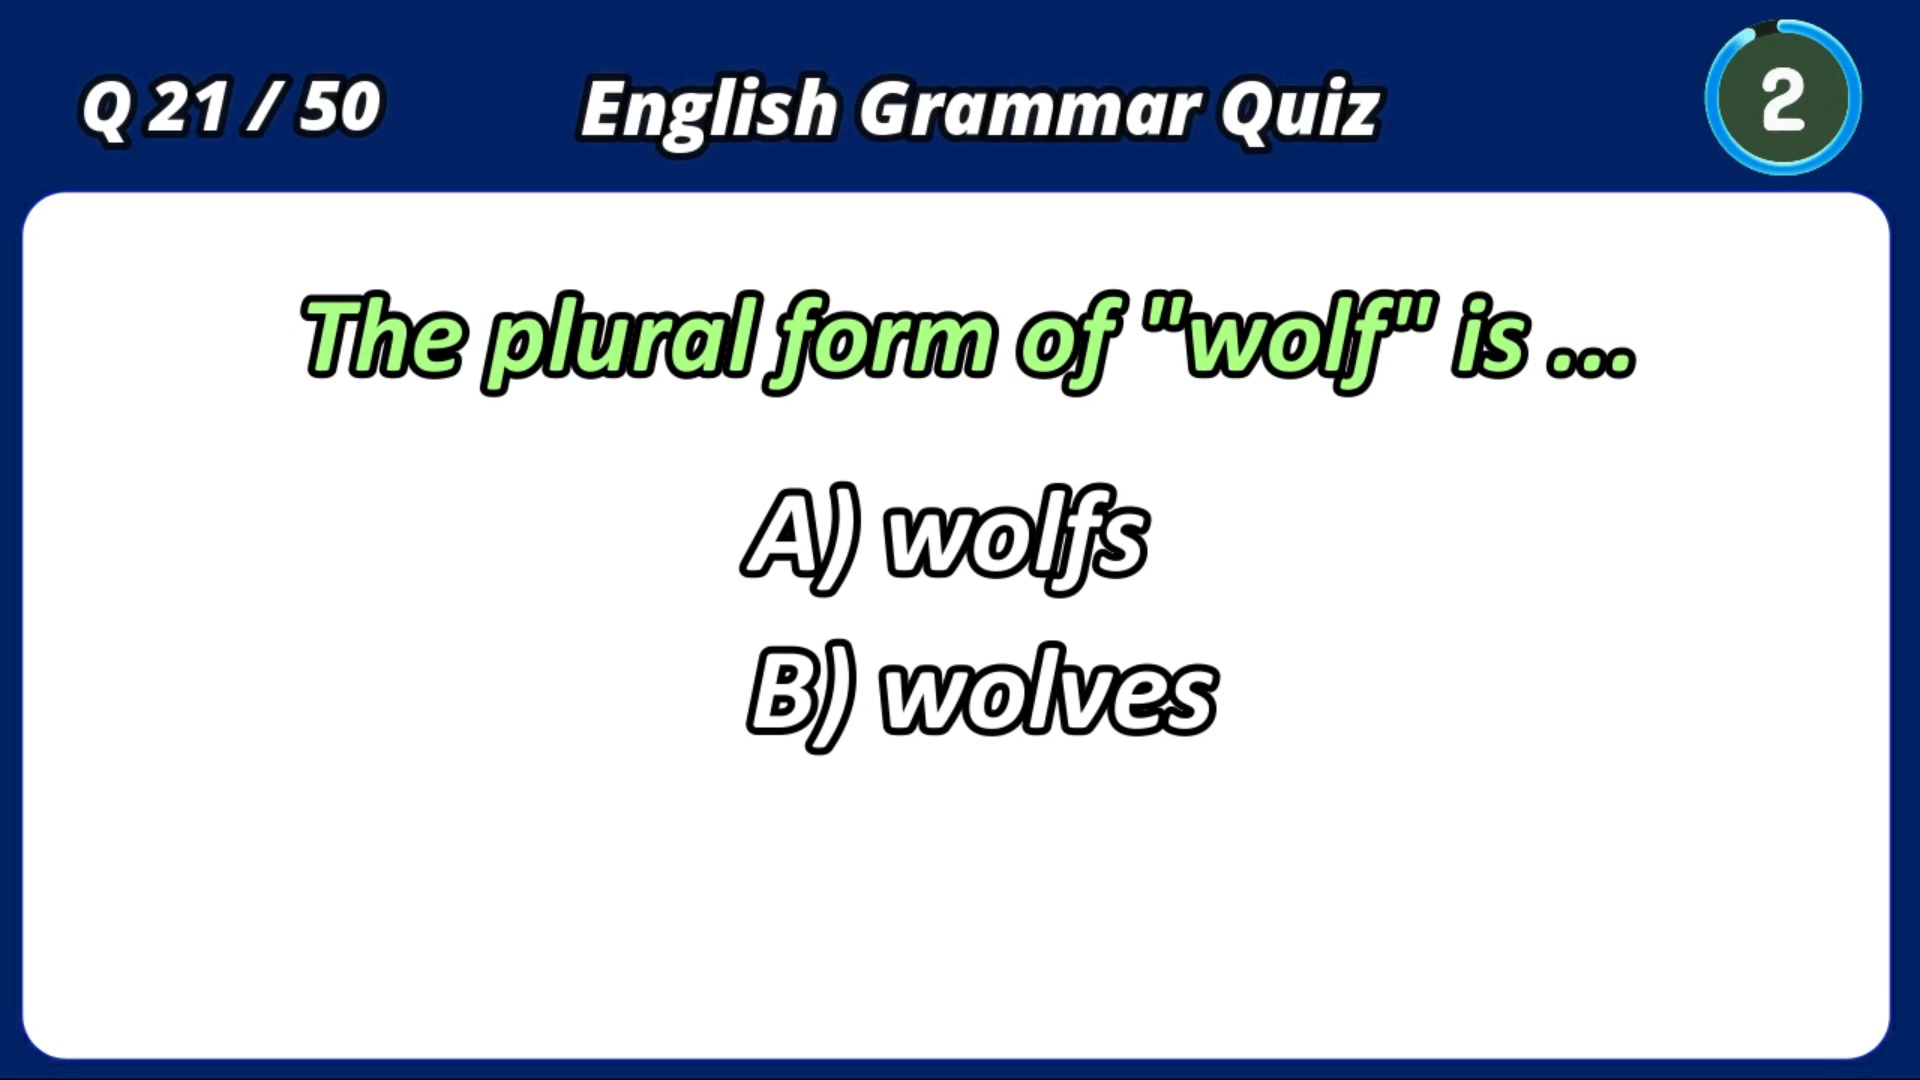 Q 21 / 50
English Grammar Quiz
2
The plural form of "wolf" is ...
A) wolfs
B) wolves